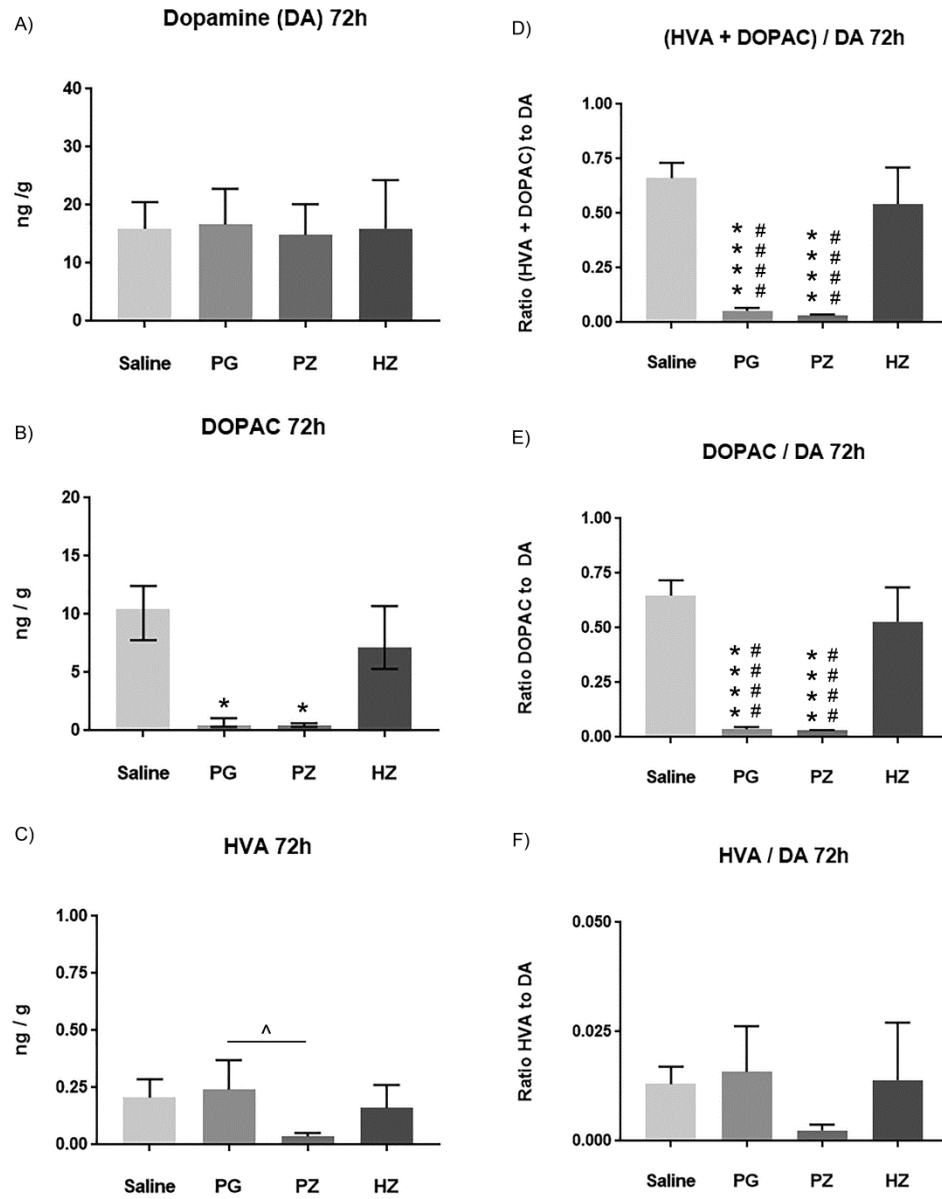 A)
Dopamine (DA) 72h
ng /g
40
30
20
10
0
Saline PG PZ HZ
B)
DOPAC 72h
ng / g
20
15
10
5
0
* *
Saline PG PZ HZ
C)
HVA 72h
ng / g
1.00
0.75
0.50
0.25
0.00
^
Saline PG PZ HZ
D)
(HVA + DOPAC) / DA 72h
Ratio (HVA + DOPAC) to DA
1.00
0.75
0.50
0.25
0.00
* # * #
* # * #
* # * #
* # * #
Saline PG PZ HZ
E)
DOPAC / DA 72h
Ratio DOPAC to DA
1.00
0.75
0.50
0.25
0.00
* # * #
* # * #
* # * #
* # * #
Saline PG PZ HZ
F)
HVA / DA 72h
Ratio HVA to DA
0.050
0.025
0.000
Saline PG PZ HZ